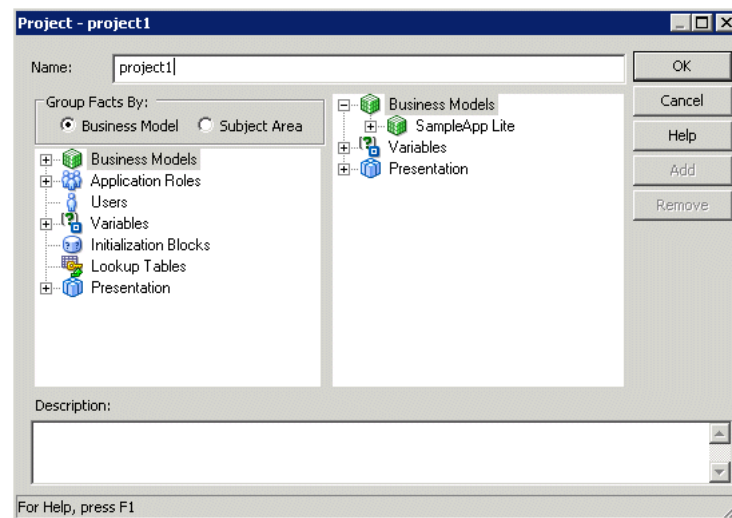 Project - project1
Name: project1 OK
Group Facts By: Business Models Cancel
Business Model Subject Area SampleApp Lite Help
Variables
Business Models Presentation Add
Application Roles
Users Remove
Variables
Initialization Blocks
Lookup Tables
Presentation
Description:
For Help, press F1